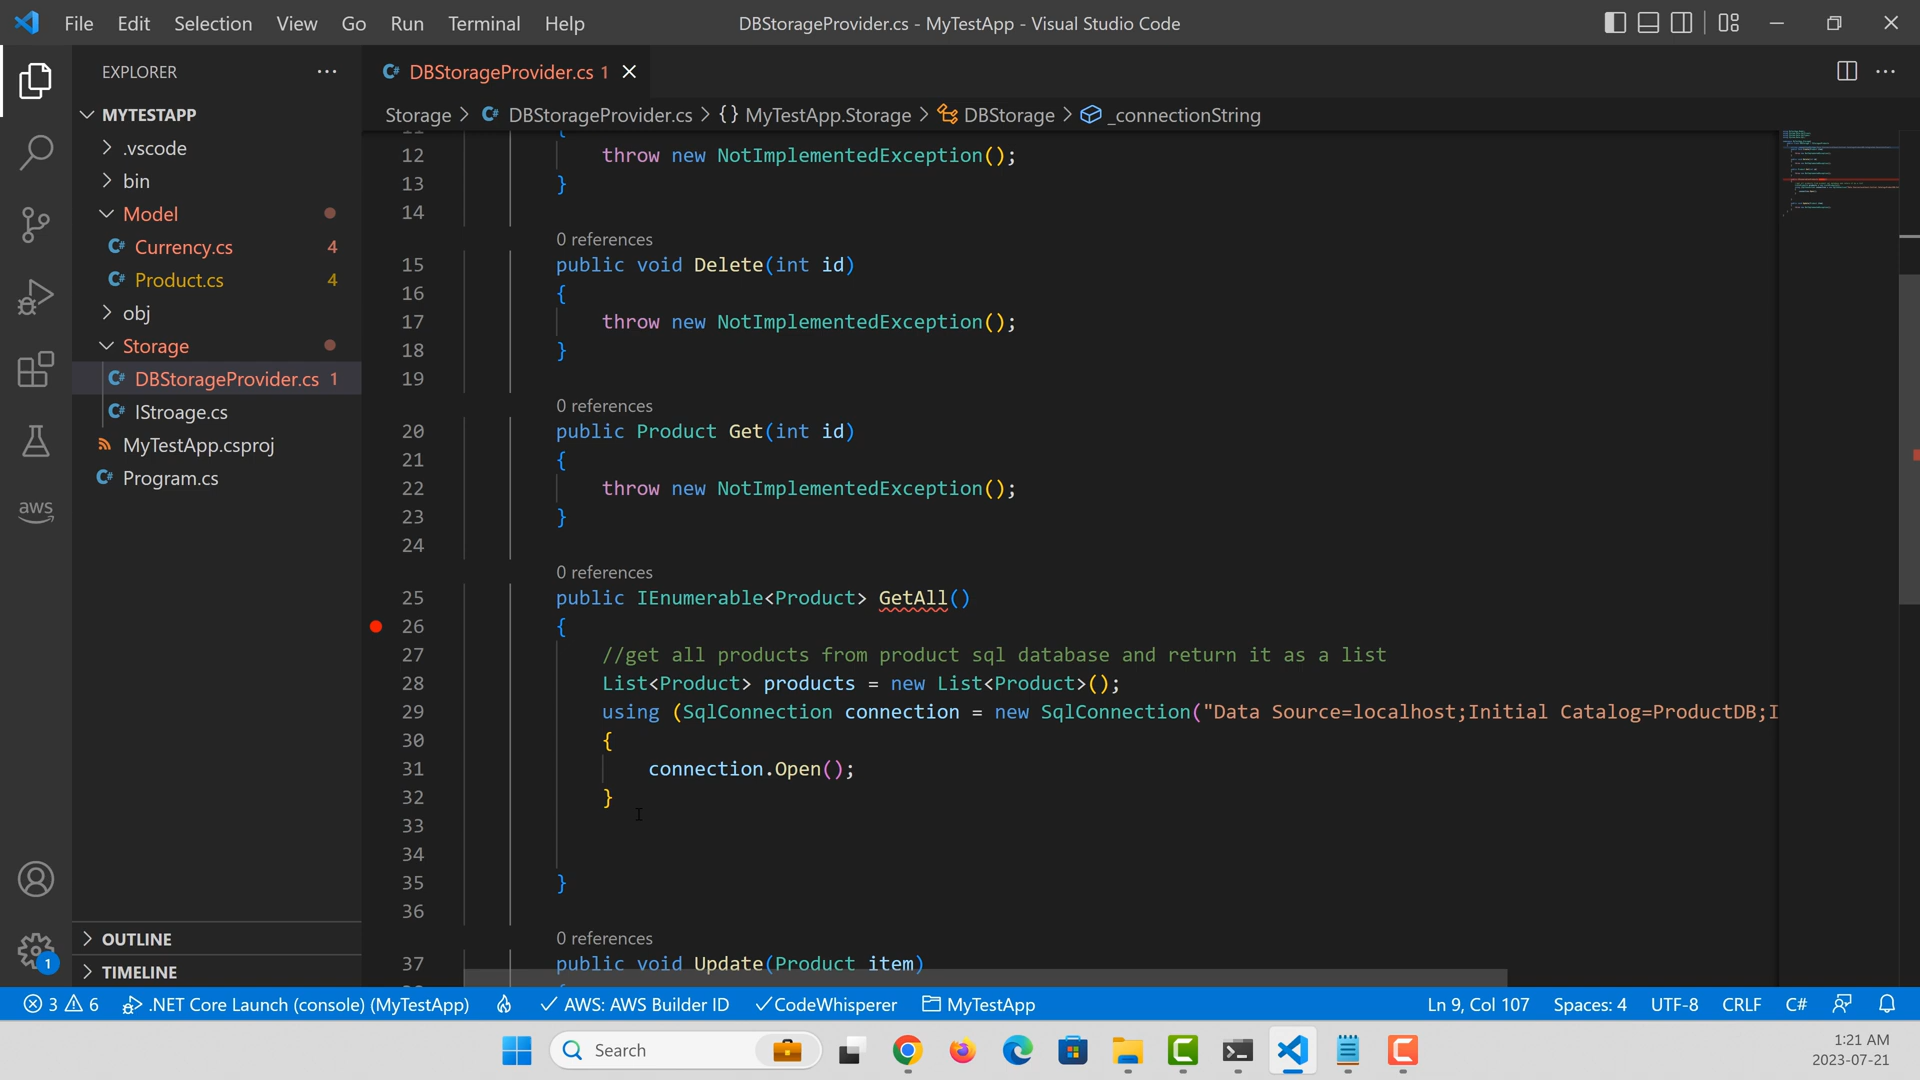 File Edit Selection View Go Run Terminal Help
DBStorageProvider.cs - MyTestApp - Visual Studio Code
EXPLORER
DBStorageProvider.cs 1
MYTESTAPP
Storage DBStorageProvider.cs {} MyTestApp.Storage DBStorage _connectionString
.vscode
bin
Model
Currency.cs 4
Product.cs 4
obj
Storage
DBStorageProvider.cs 1
IStroage.cs
MyTestApp.csproj
Program.cs
aws
OUTLINE
TIMELINE
11 {
12 throw new NotImplementedException();
13 }
14
0 references
15 public void Delete(int id)
16 {
17 throw new NotImplementedException();
18 }
19
0 references
20 public Product Get(int id)
21 {
22 throw new NotImplementedException();
23 }
24
0 references
25 public IEnumerable<Product> GetAll()
26 {
27 //get all products from product sql database and return it as a list
28 List<Product> products = new List<Product>();
29 using (SqlConnection connection = new SqlConnection("Data Source=localhost;Initial Catalog=ProductDB;I
30 {
31 connection.Open();
32 }
33
34
35 }
36
0 references
37 public void Update(Product item)
1
3 6 .NET Core Launch (console) (MyTestApp) AWS: AWS Builder ID CodeWhisperer MyTestApp Ln 9, Col 107 Spaces: 4 UTF-8 CRLF C#
Search
1:21 AM
2023-07-21